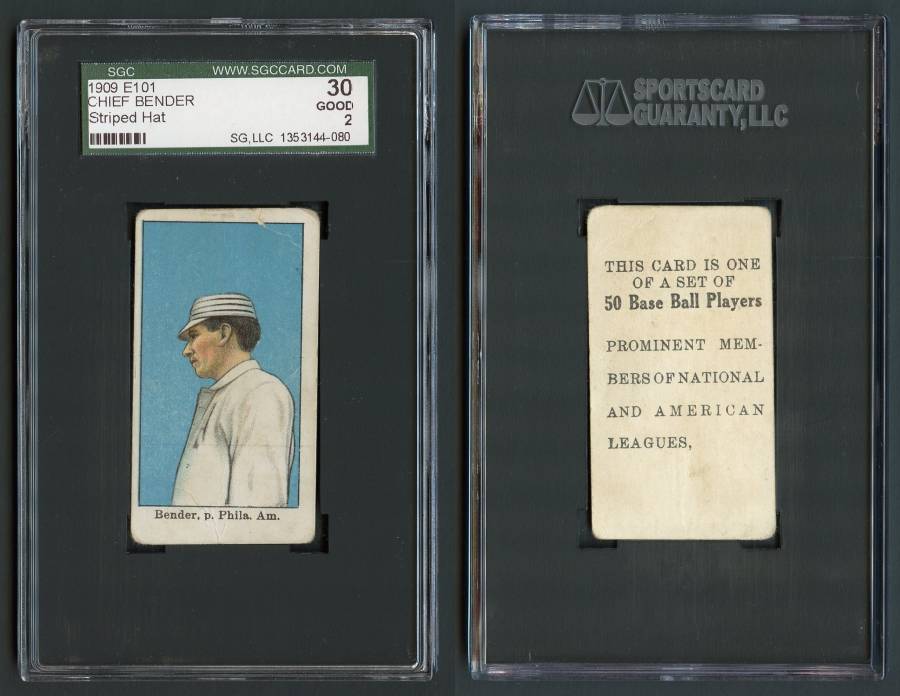 SGC WWW.SGCCARD.COM
1909 E101 30
CHIEF BENDER GOOD
Striped Hat 2
SG, LLC 1353144-080
Bender, p. Phila. Am.
SPORTSCARD
GUARANTY, LLC
THIS CARD IS ONE
OF A SET OF
50 Base Ball Players
PROMINENT MEM-
BERS OF NATIONAL
AND AMERICAN
LEAGUES,